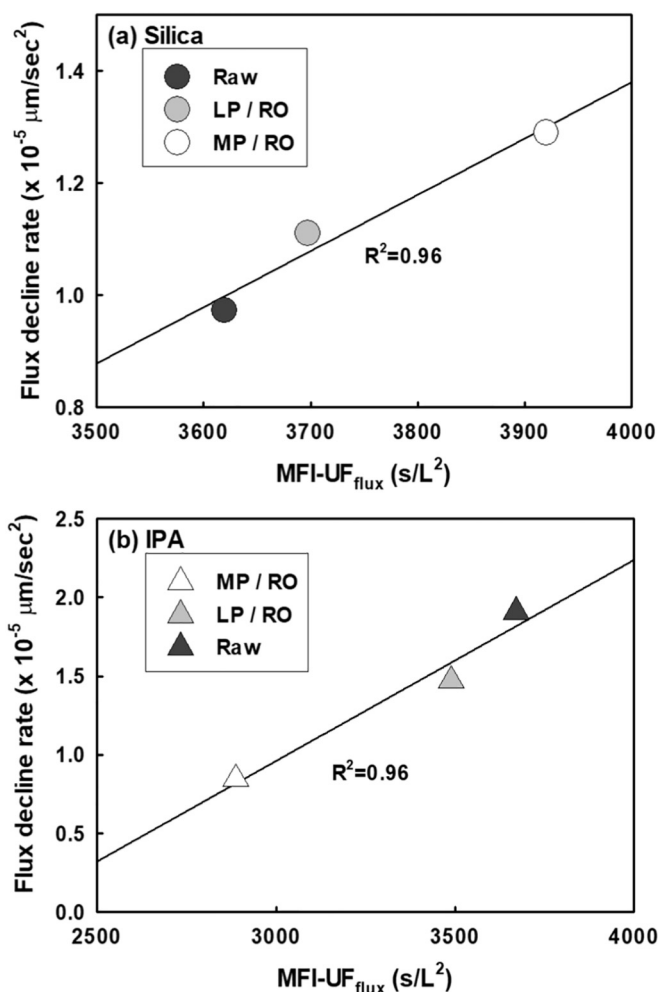 (a) Silica
Raw
LP / RO
MP / RO
R²=0.96
Flux decline rate (x 10⁻⁵ μm/sec²)
1.4
1.2
1.0
0.8
3500 3600 3700 3800 3900 4000
MFI-UF_flux (s/L²)
(b) IPA
MP / RO
LP / RO
Raw
R²=0.96
Flux decline rate (x 10⁻⁵ μm/sec²)
2.5
2.0
1.5
1.0
0.5
0.0
2500 3000 3500 4000
MFI-UF_flux (s/L²)